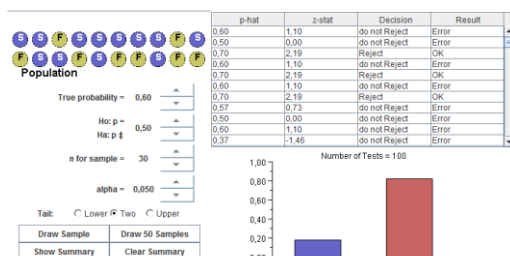 S S F S S S S S F F
F S S F S F F S F F
Population
True probability = 0,60
Ho: p =
Ha: p ‡ 0,50
n for sample = 30
alpha = 0,050
Tail: Lower Two Upper
Draw Sample Draw 50 Samples
Show Summary Clear Summary
p-hat z-stat Decision Result
0,60 1,10 do not Reject Error
0,50 0,00 do not Reject Error
0,70 2,19 Reject OK
0,60 1,10 do not Reject Error
0,70 2,19 Reject OK
0,60 1,10 do not Reject Error
0,70 2,19 Reject OK
0,57 0,73 do not Reject Error
0,50 0,00 do not Reject Error
0,60 1,10 do not Reject Error
0,37 -1,46 do not Reject Error
Number of Tests = 100
1,00
0,80
0,60
0,40
0,20
0,00